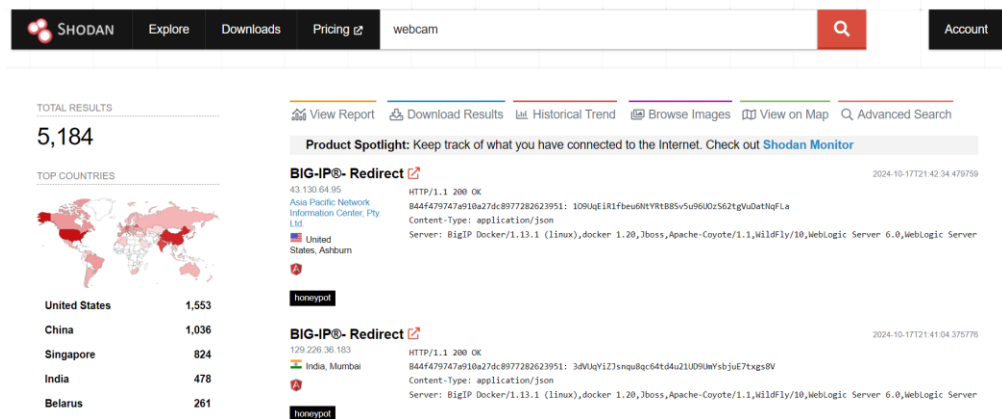 SHODAN Explore Downloads Pricing webcam Account
TOTAL RESULTS
5,184
TOP COUNTRIES
United States 1,553
China 1,036
Singapore 824
India 478
Belarus 261
View Report Download Results Historical Trend Browse Images View on Map Advanced Search
Product Spotlight: Keep track of what you have connected to the Internet. Check out Shodan Monitor
BIG-IP®- Redirect 2024-10-17T21:42:34.479759
43.130.64.95
Asia Pacific Network
Information Center, Pty
Ltd.
United
States, Ashburn
honeypot
HTTP/1.1 200 OK
B44f479747a910a27dc8977282623951: 1O9UqEiR1fbeu6NtYRtB8Sv5u96UOzS62tgVuDatNqFLa
Content-Type: application/json
Server: BigIP Docker/1.13.1 (linux),docker 1.20,Jboss,Apache-Coyote/1.1,WildFly/10,WebLogic Server 6.0,WebLogic Server
BIG-IP®- Redirect 2024-10-17T21:41:04.375776
129.226.36.183
India, Mumbai
honeypot
HTTP/1.1 200 OK
B44f479747a910a27dc8977282623951: 3dVUqYiZJsnqu8qc64td4u21UD9UmYsbjuE7txgs8V
Content-Type: application/json
Server: BigIP Docker/1.13.1 (linux),docker 1.20,Jboss,Apache-Coyote/1.1,WildFly/10,WebLogic Server 6.0,WebLogic Server